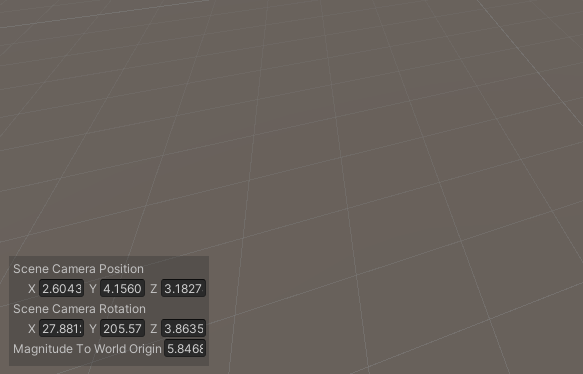 Scene Camera Position
X 2.6043 Y 4.1560 Z 3.1827
Scene Camera Rotation
X 27.881 Y 205.57 Z 3.8635
Magnitude To World Origin 5.8468